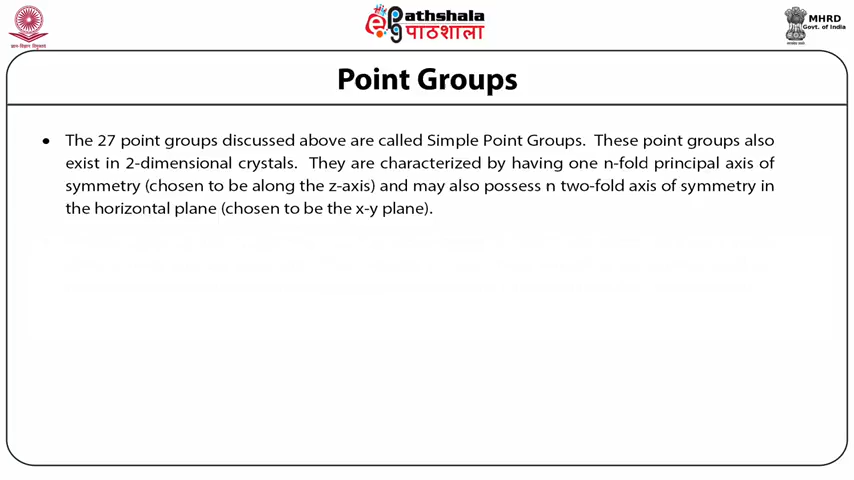 ePathshala
पाठशाला
MHRD
Govt. of India
Point Groups
• The 27 point groups discussed above are called Simple Point Groups. These point groups also
exist in 2-dimensional crystals. They are characterized by having one n-fold principal axis of
symmetry (chosen to be along the z-axis) and may also possess n two-fold axis of symmetry in
the horizontal plane (chosen to be the x-y plane).